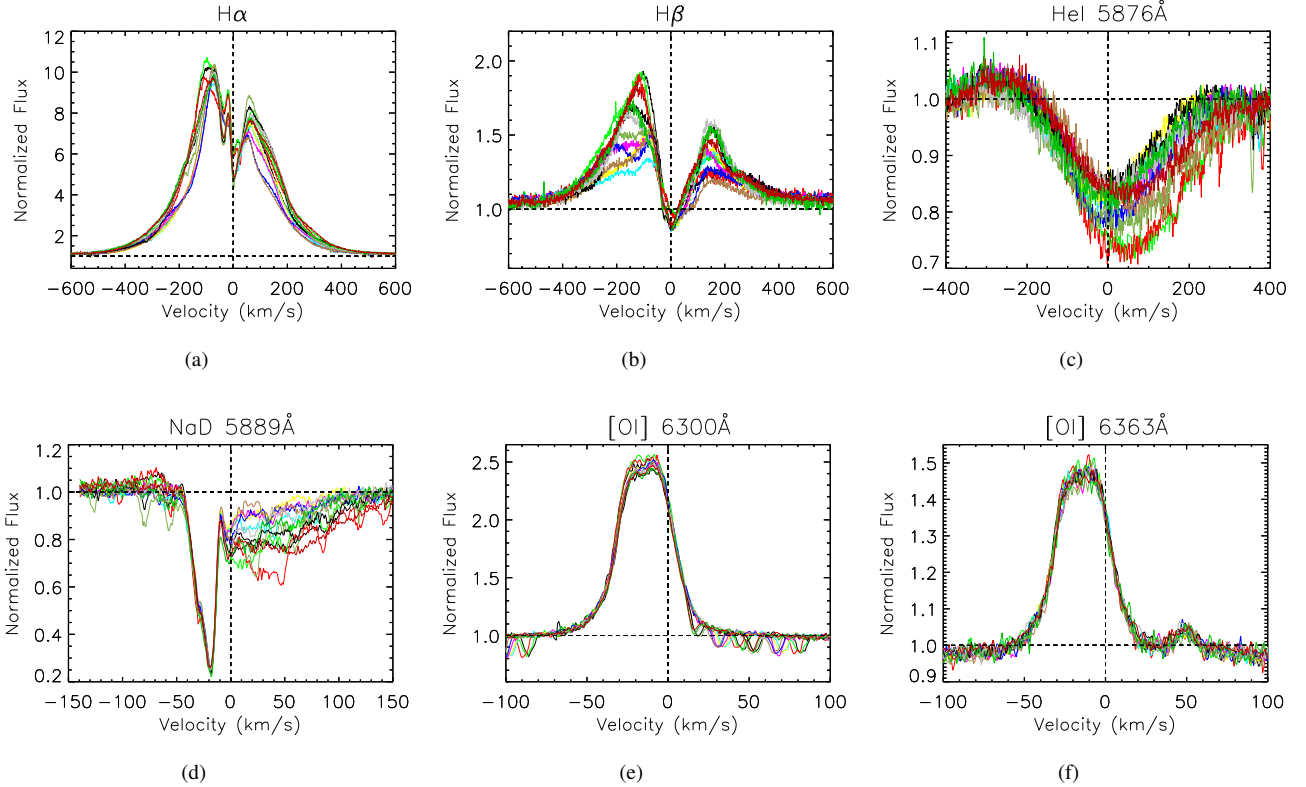 Hα
12
10
8
6
4
2
Normalized Flux
−600 −400 −200 0 200 400 600
Velocity (km/s)
(a)
Hβ
2.0
1.5
1.0
Normalized Flux
−600 −400 −200 0 200 400 600
Velocity (km/s)
(b)
HeI 5876Å
1.1
1.0
0.9
0.8
0.7
Normalized Flux
−400 −200 0 200 400
Velocity (km/s)
(c)
NaD 5889Å
1.2
1.0
0.8
0.6
0.4
0.2
Normalized Flux
−150 −100 −50 0 50 100 150
Velocity (km/s)
(d)
[OI] 6300Å
2.5
2.0
1.5
1.0
Normalized Flux
−100 −50 0 50 100
Velocity (km/s)
(e)
[OI] 6363Å
1.5
1.4
1.3
1.2
1.1
1.0
0.9
Normalized Flux
−100 −50 0 50 100
Velocity (km/s)
(f)